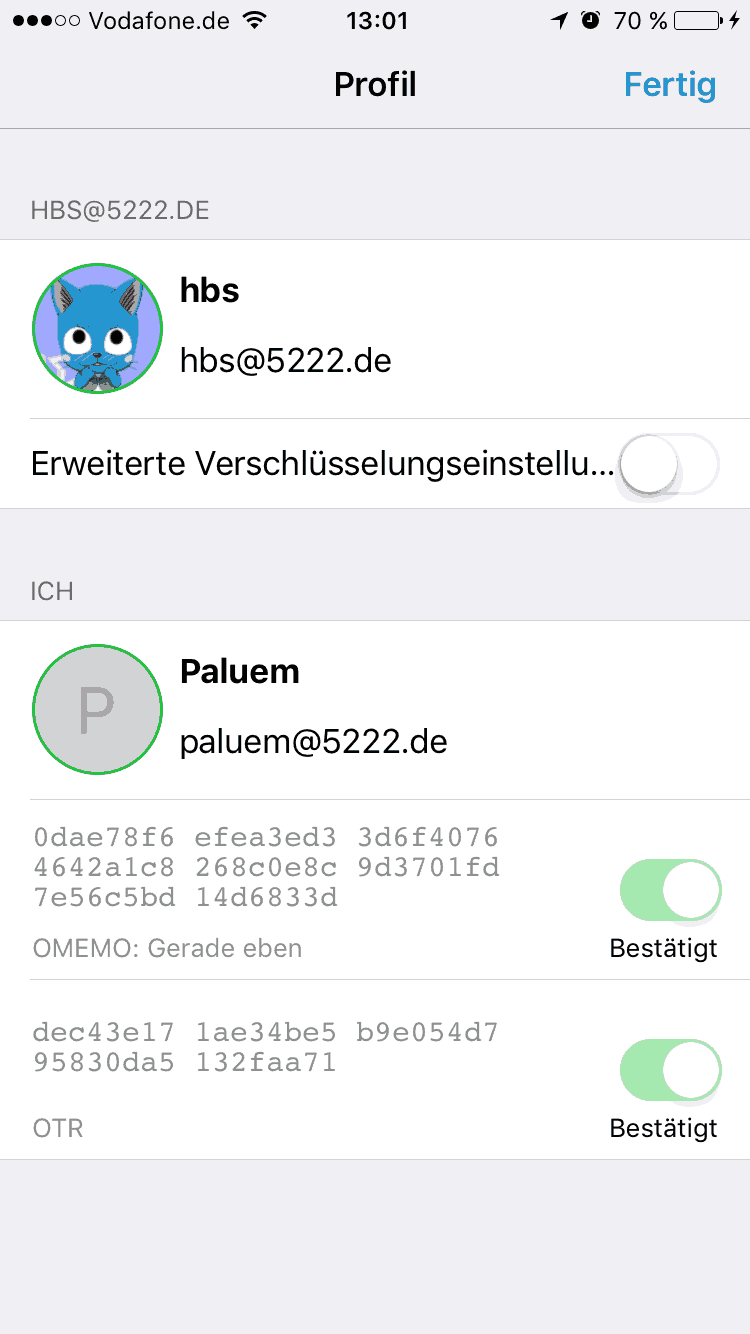 Vodafone.de 13:01 70 %
Profil Fertig
HBS@5222.DE
hbs
hbs@5222.de
Erweiterte Verschlüsselungseinstellu...
ICH
P
Paluem
paluem@5222.de
0dae78f6 efea3ed3 3d6f4076
4642a1c8 268c0e8c 9d3701fd
7e56c5bd 14d6833d
OMEMO: Gerade eben Bestätigt
dec43e17 1ae34be5 b9e054d7
95830da5 132faa71
OTR Bestätigt